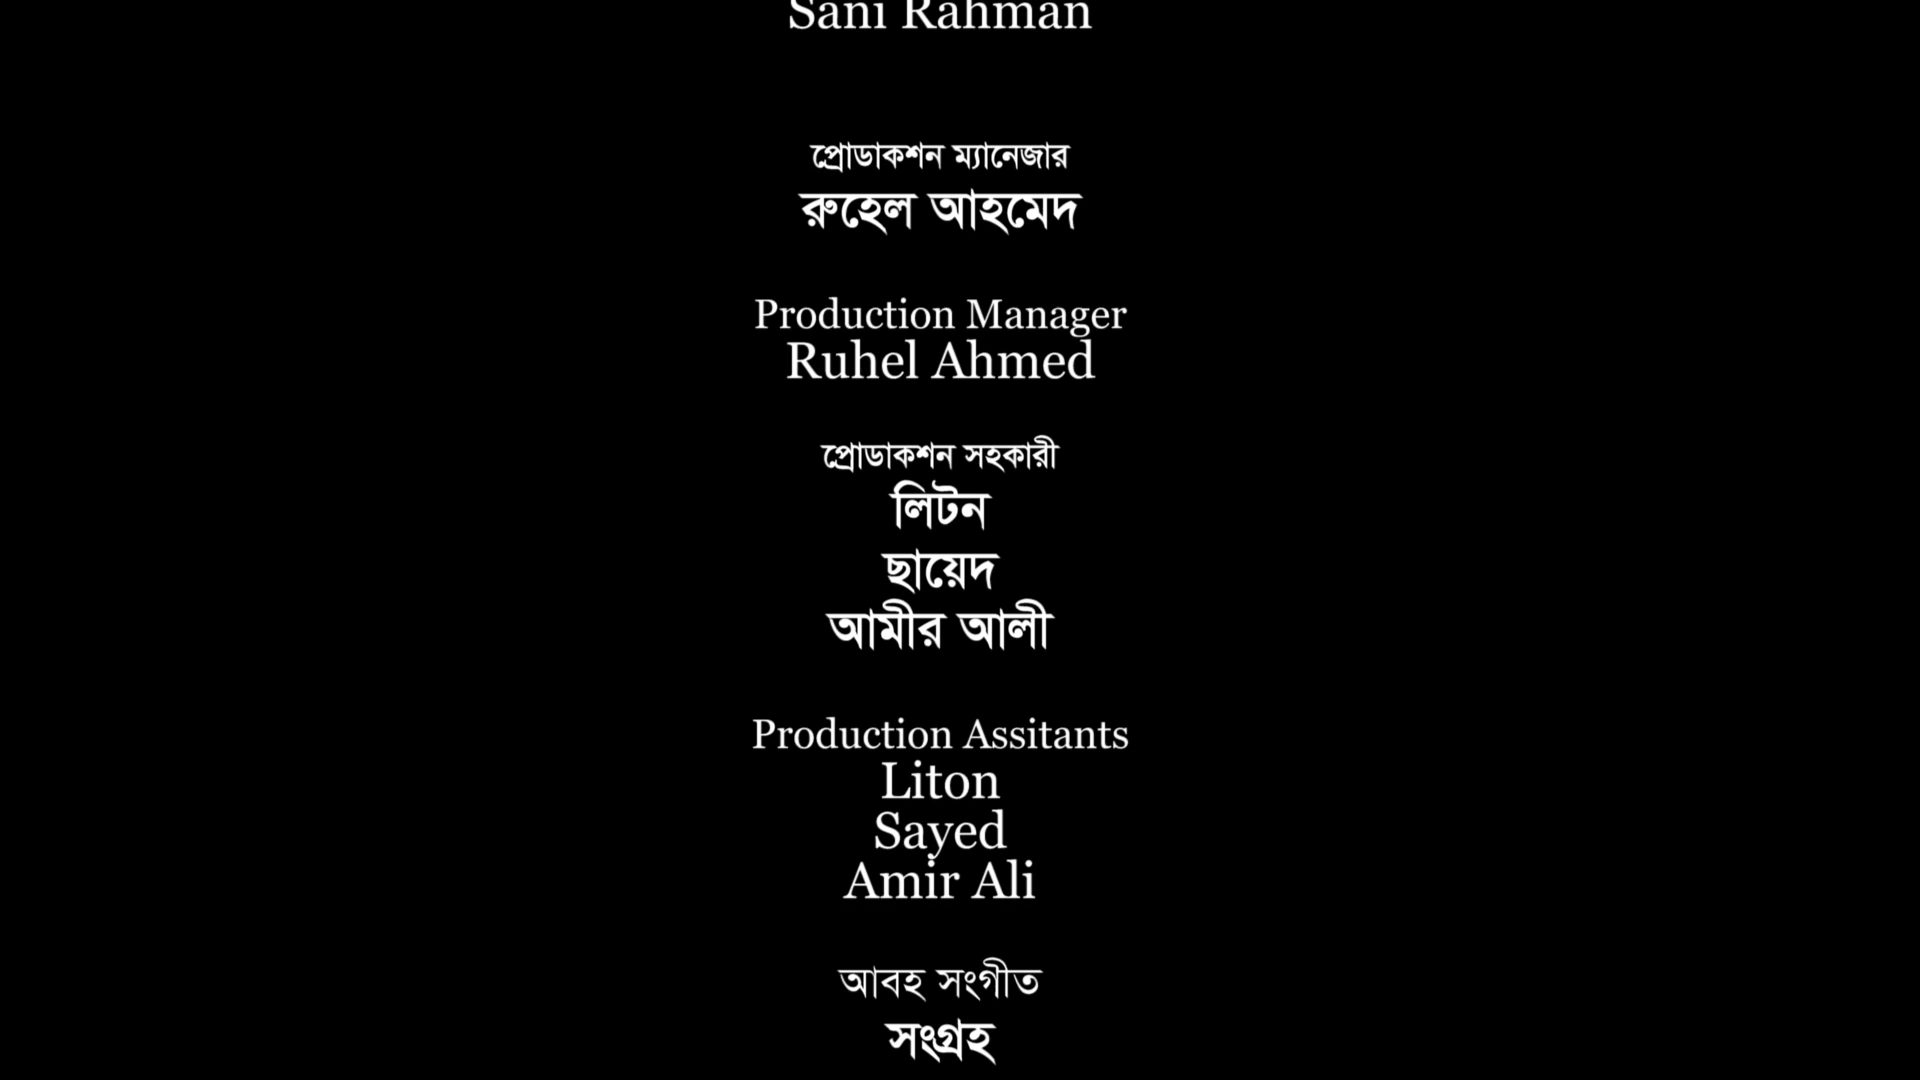 Sani Rahman
প্রোডাকশন ম্যানেজার
রুহেল আহমেদ
Production Manager
Ruhel Ahmed
প্রোডাকশন সহকারী
লিটন
ছায়েদ
আমীর আলী
Production Assitants
Liton
Sayed
Amir Ali
আবহ সংগীত
সংগ্রহ